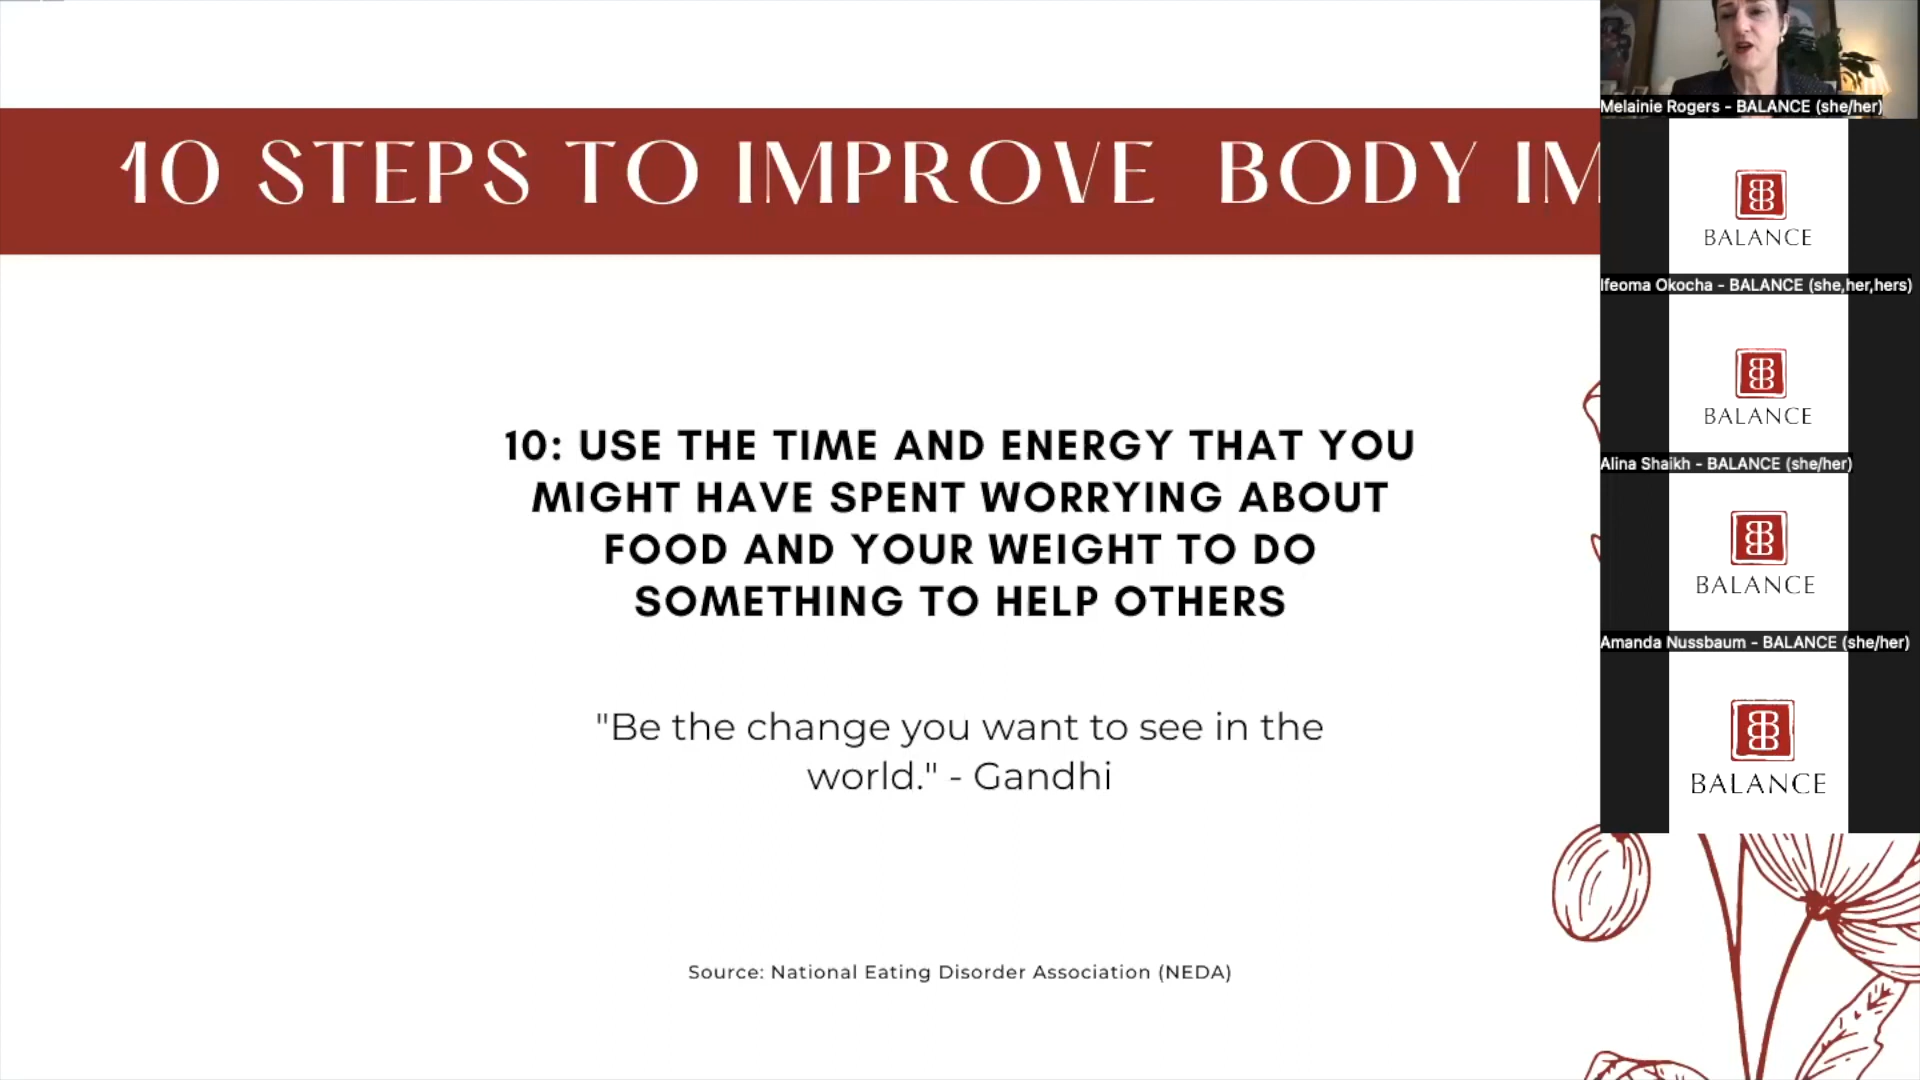 10 STEPS TO IMPROVE BODY IM
10: USE THE TIME AND ENERGY THAT YOU
MIGHT HAVE SPENT WORRYING ABOUT
FOOD AND YOUR WEIGHT TO DO
SOMETHING TO HELP OTHERS
"Be the change you want to see in the
world." - Gandhi
Source: National Eating Disorder Association (NEDA)
Melainie Rogers - BALANCE (she/her)
BALANCE
Ifeoma Okocha - BALANCE (she,her,hers)
BALANCE
Alina Shaikh - BALANCE (she/her)
BALANCE
Amanda Nussbaum - BALANCE (she/her)
BALANCE